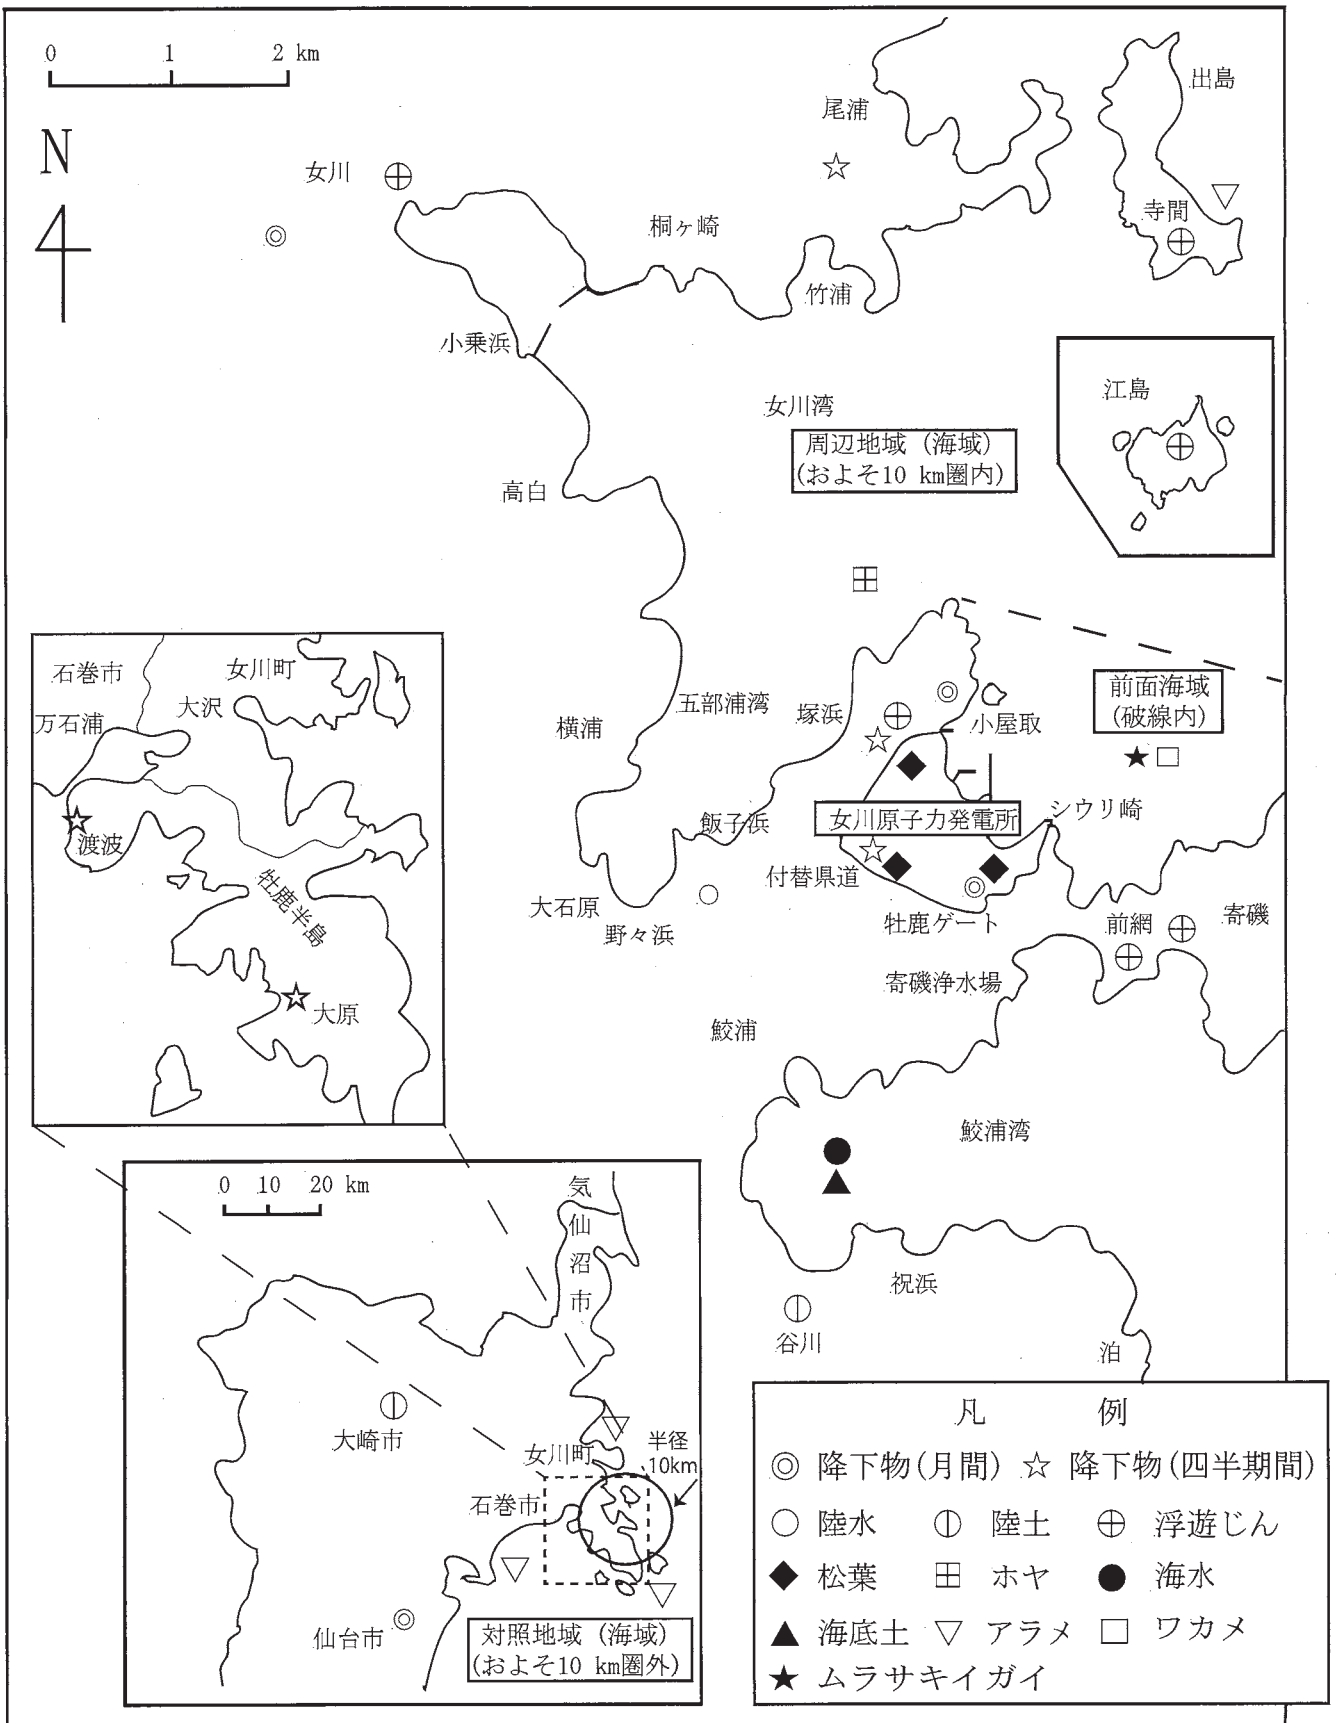 0 1 2 km
N
女川
尾浦
出島
寺間
桐ヶ崎
竹浦
小乗浜
女川湾
周辺地域 (海域)
(およそ10 km圏内)
江島
高白
石巻市
女川町
万石浦
大沢
渡波
牡鹿半島
大原
横浦
五部浦湾
塚浜
小屋取
前面海域
(破線内)
飯子浜
女川原子力発電所
シウリ崎
付替県道
大石原
野々浜
牡鹿ゲート
前網
寄磯
寄磯浄水場
鮫浦
鮫浦湾
祝浜
谷川
泊
0 10 20 km
気仙沼市
大崎市
女川町
半径
10km
石巻市
仙台市
対照地域 (海域)
(およそ10 km圏外)
凡 例
◎ 降下物(月間) ☆ 降下物(四半期間)
○ 陸水 ⦶ 陸土 ⊕ 浮遊じん
◆ 松葉 ⊞ ホヤ ● 海水
▲ 海底土 ▽ アラメ □ ワカメ
★ ムラサキイガイ